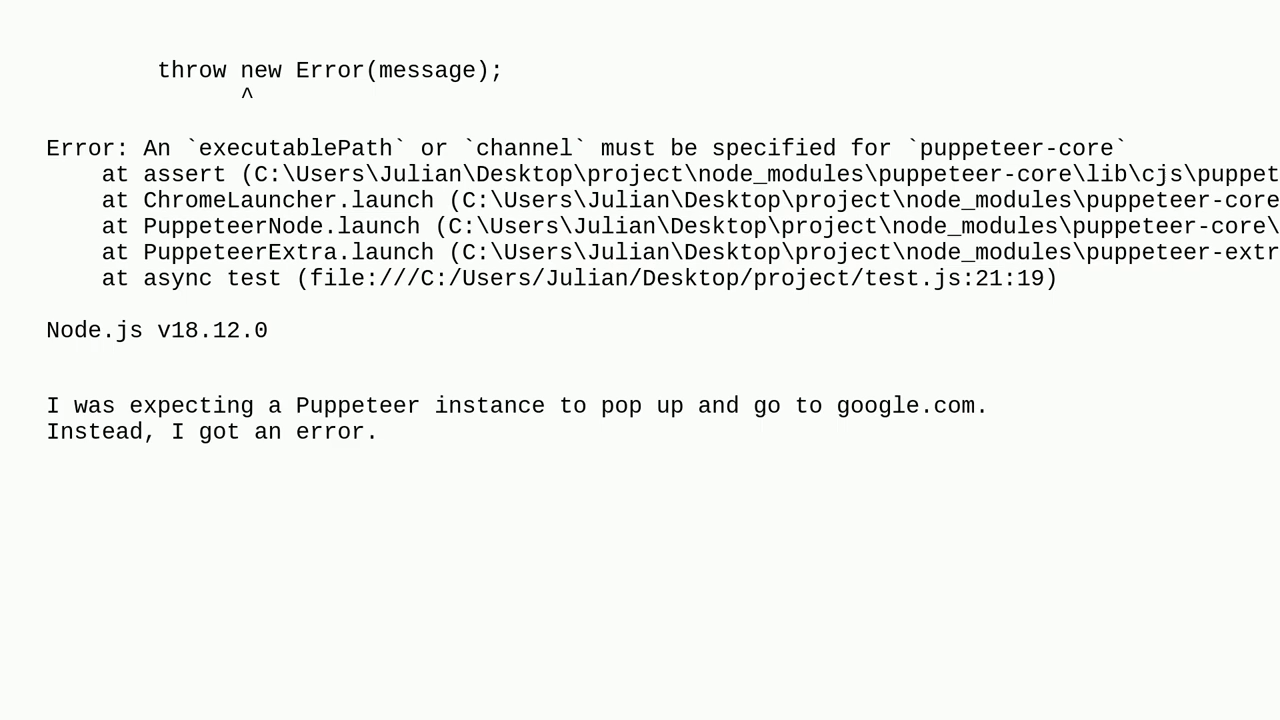 throw new Error(message);
^
Error: An `executablePath` or `channel` must be specified for `puppeteer-core`
at assert (C:\Users\Julian\Desktop\project\node_modules\puppeteer-core\lib\cjs\puppet
at ChromeLauncher.launch (C:\Users\Julian\Desktop\project\node_modules\puppeteer-core
at PuppeteerNode.launch (C:\Users\Julian\Desktop\project\node_modules\puppeteer-core\
at PuppeteerExtra.launch (C:\Users\Julian\Desktop\project\node_modules\puppeteer-extr
at async test (file:///C:/Users/Julian/Desktop/project/test.js:21:19)
Node.js v18.12.0
I was expecting a Puppeteer instance to pop up and go to google.com.
Instead, I got an error.